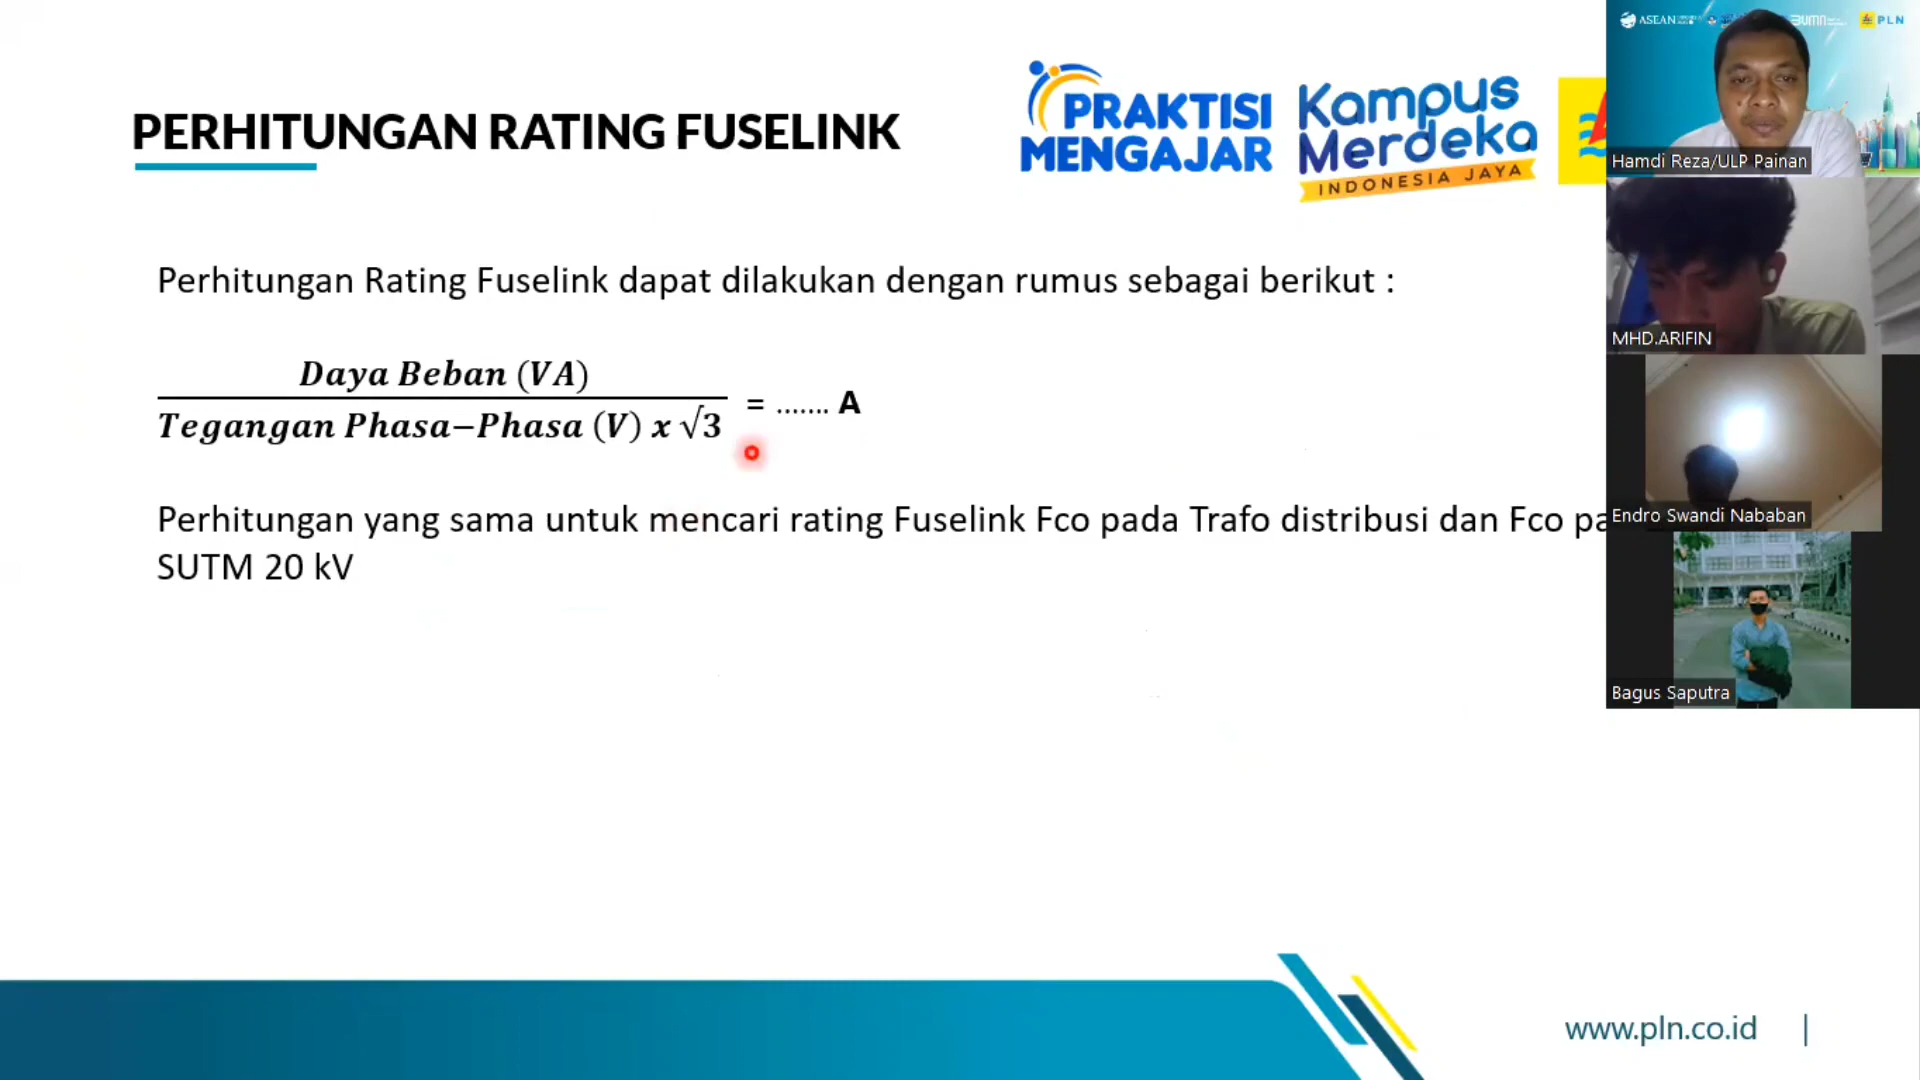 PERHITUNGAN RATING FUSELINK
PRAKTISI
MENGAJAR
Kampus
Merdeka
INDONESIA JAYA
Perhitungan Rating Fuselink dapat dilakukan dengan rumus sebagai berikut :
Daya Beban (VA)
Tegangan Phasa–Phasa (V) x √3
= ....... A
Perhitungan yang sama untuk mencari rating Fuselink Fco pada Trafo distribusi dan Fco pa
SUTM 20 kV
www.pln.co.id |
ASEAN
BUMN
PLN
Hamdi Reza/ULP Painan
MHD.ARIFIN
Endro Swandi Nababan
Bagus Saputra